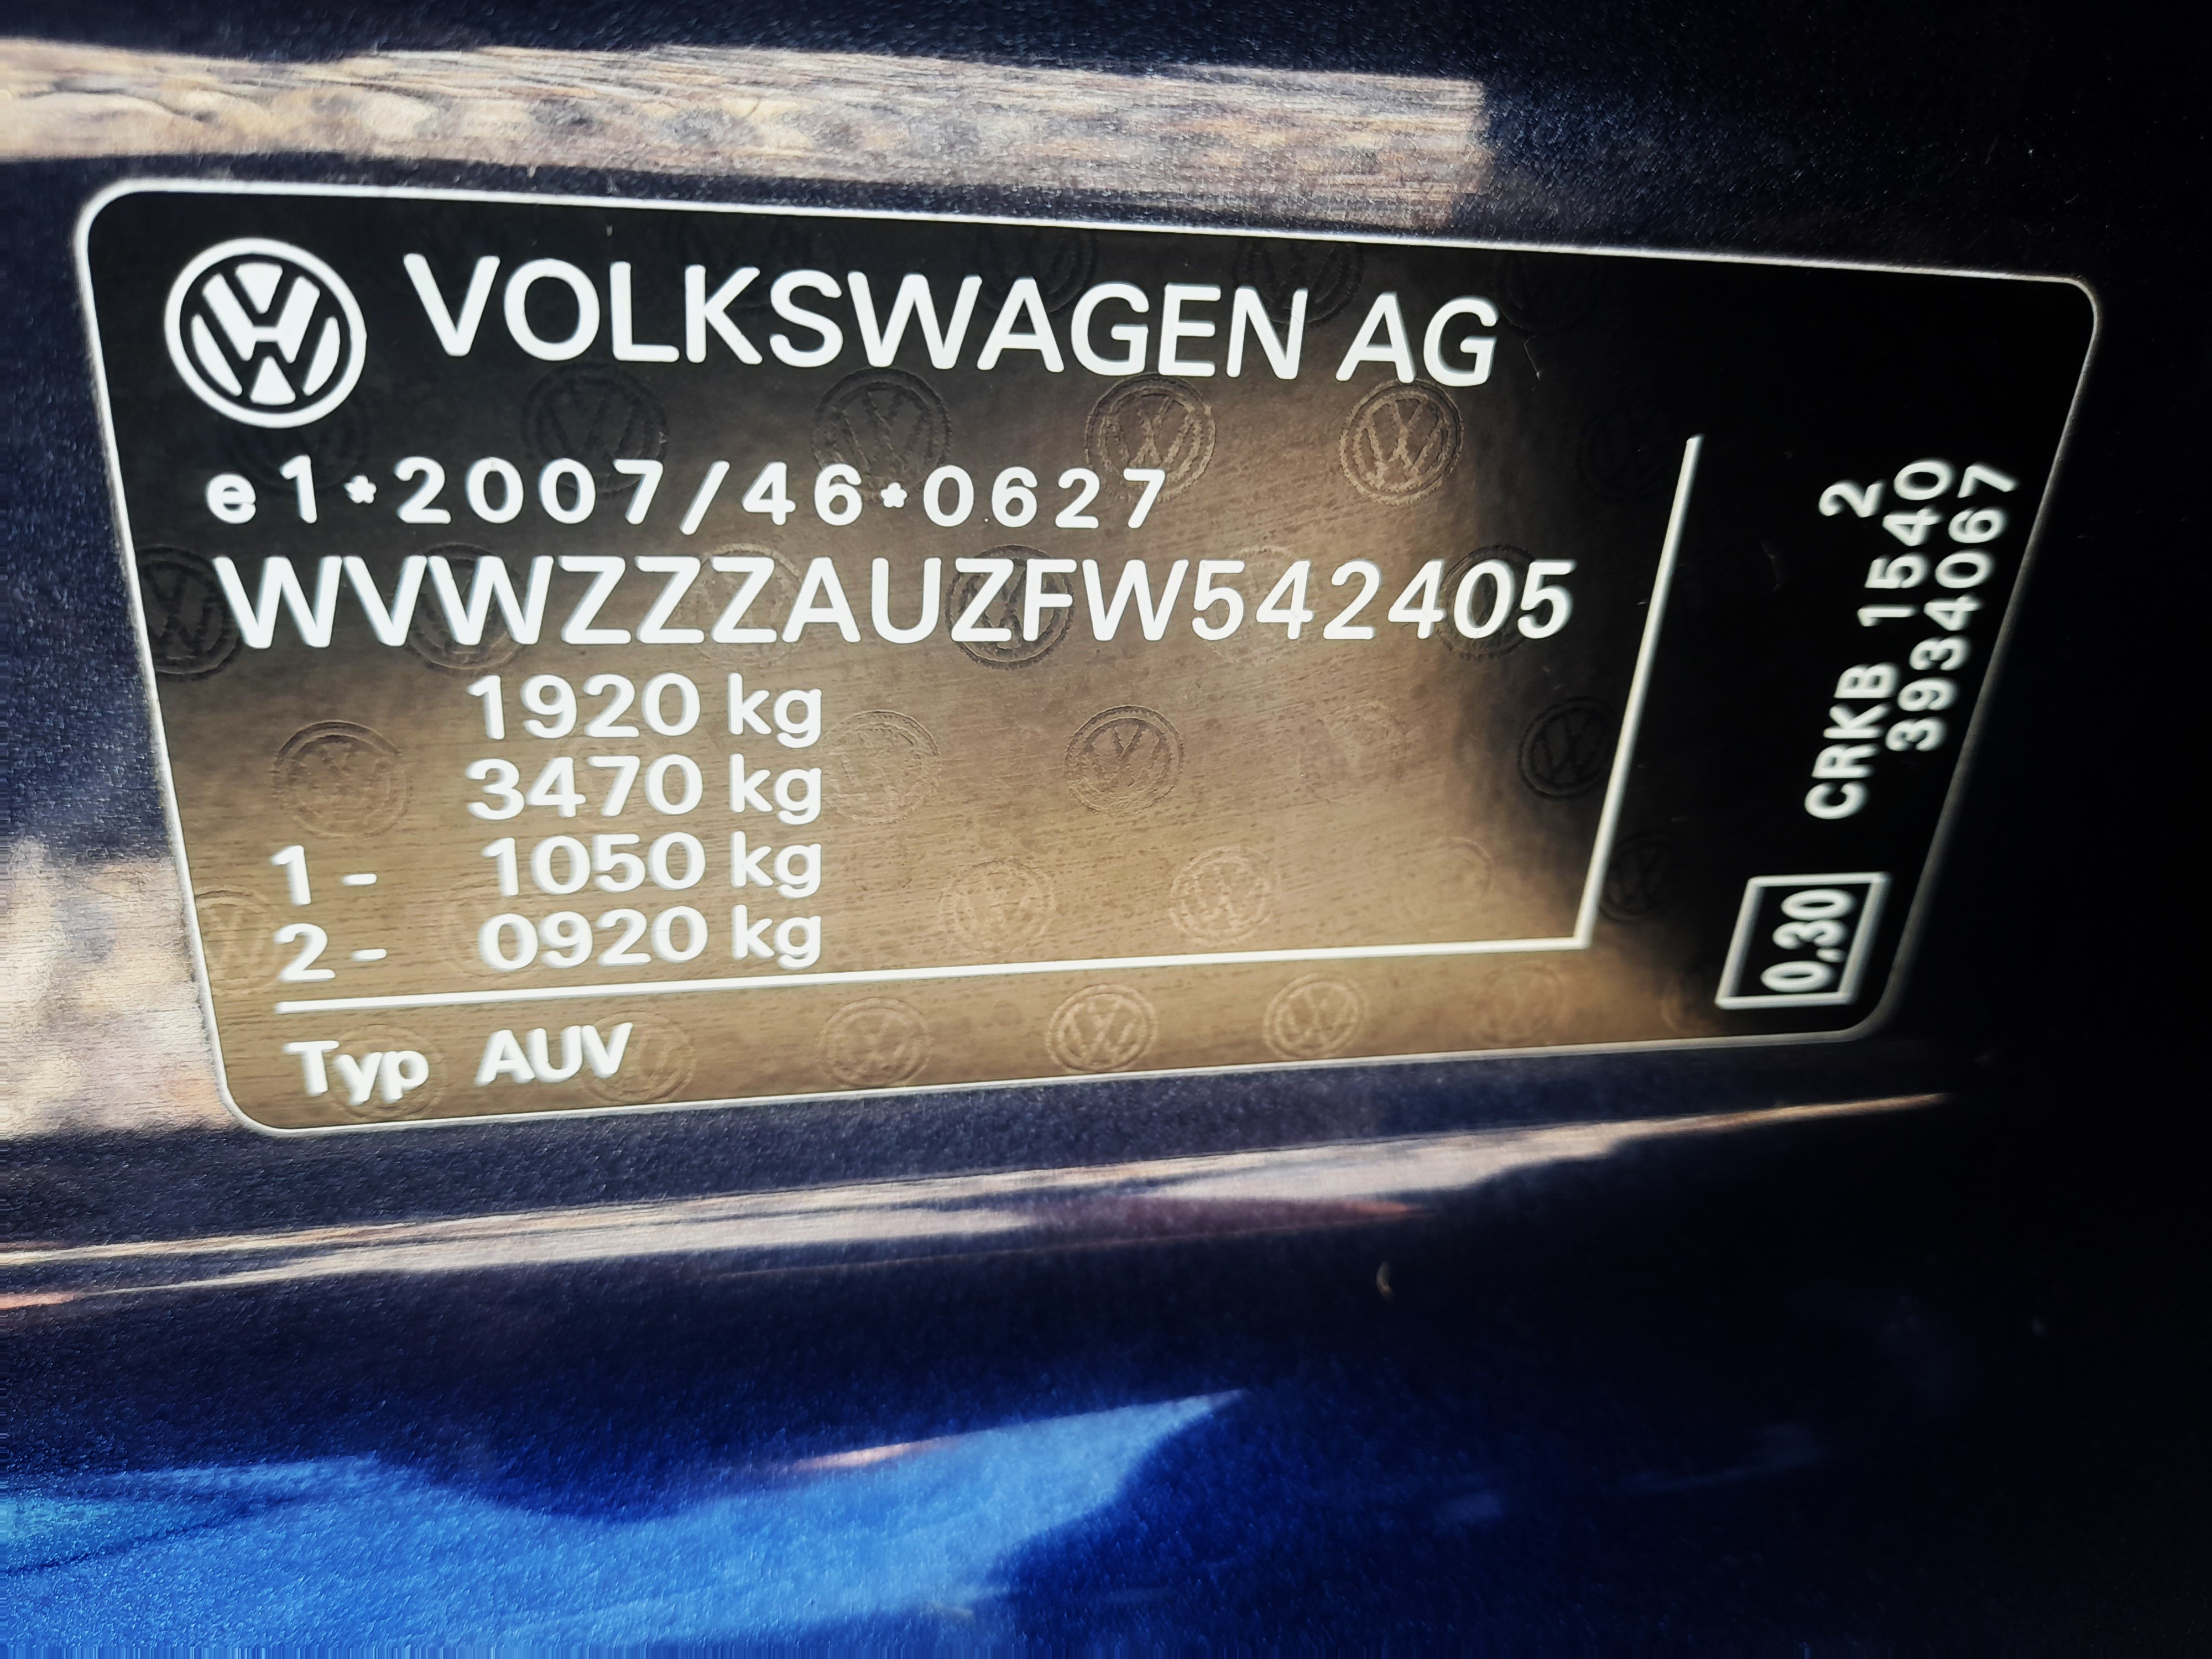 VOLKSWAGEN AG
e1*2007/46*0627
WVWZZZAUZFW542405
1920 kg
3470 kg
1 - 1050 kg
2 - 0920 kg
Typ AUV
2
CRKB 1540
3934067
0,30